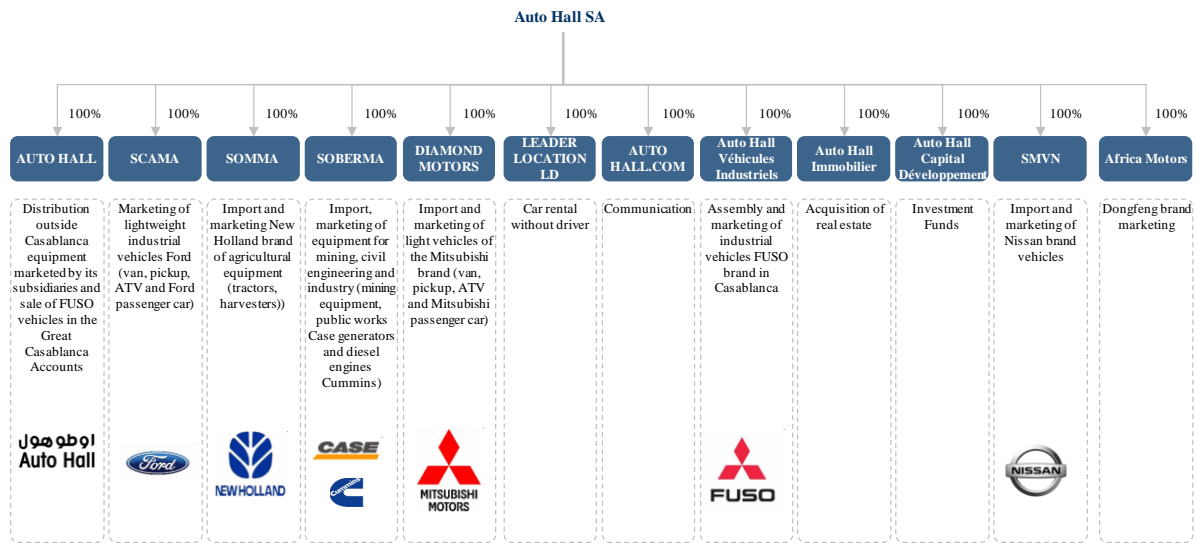 Auto Hall SA
100%
100%
100%
100%
100%
100%
100%
100%
100%
100%
100%
100%
AUTO HALL
SCAMA
SOMMA
SOBERMA
DIAMOND
MOTORS
LEADER
LOCATION
LD
AUTO
HALL.COM
Auto Hall
Véhicules
Industriels
Auto Hall
Immobilier
Auto Hall
Capital
Développement
SMVN
Africa Motors
Distribution
outside
Casablanca
equipment
marketed by its
subsidiaries and
sale of FUSO
vehicles in the
Great
Casablanca
Accounts
Marketing of
lightweight
industrial
vehicles Ford
(van, pickup,
ATV and Ford
passenger car)
Import and
marketing New
Holland brand
of agricultural
equipment
(tractors,
harvesters))
Import,
marketing of
equipment for
mining, civil
engineering and
industry (mining
equipment,
public works
Case generators
and diesel
engines
Cummins)
Import and
marketing of
light vehicles of
the Mitsubishi
brand (van,
pickup, ATV
and Mitsubishi
passenger car)
Car rental
without driver
Communication
Assembly and
marketing of
industrial
vehicles FUSO
brand in
Casablanca
Acquisition of
real estate
Investment
Funds
Import and
marketing of
Nissan brand
vehicles
Dongfeng brand
marketing
اوطوهول
Auto Hall
Ford
NEW HOLLAND
CASE
Cummins
MITSUBISHI
MOTORS
FUSO
NISSAN